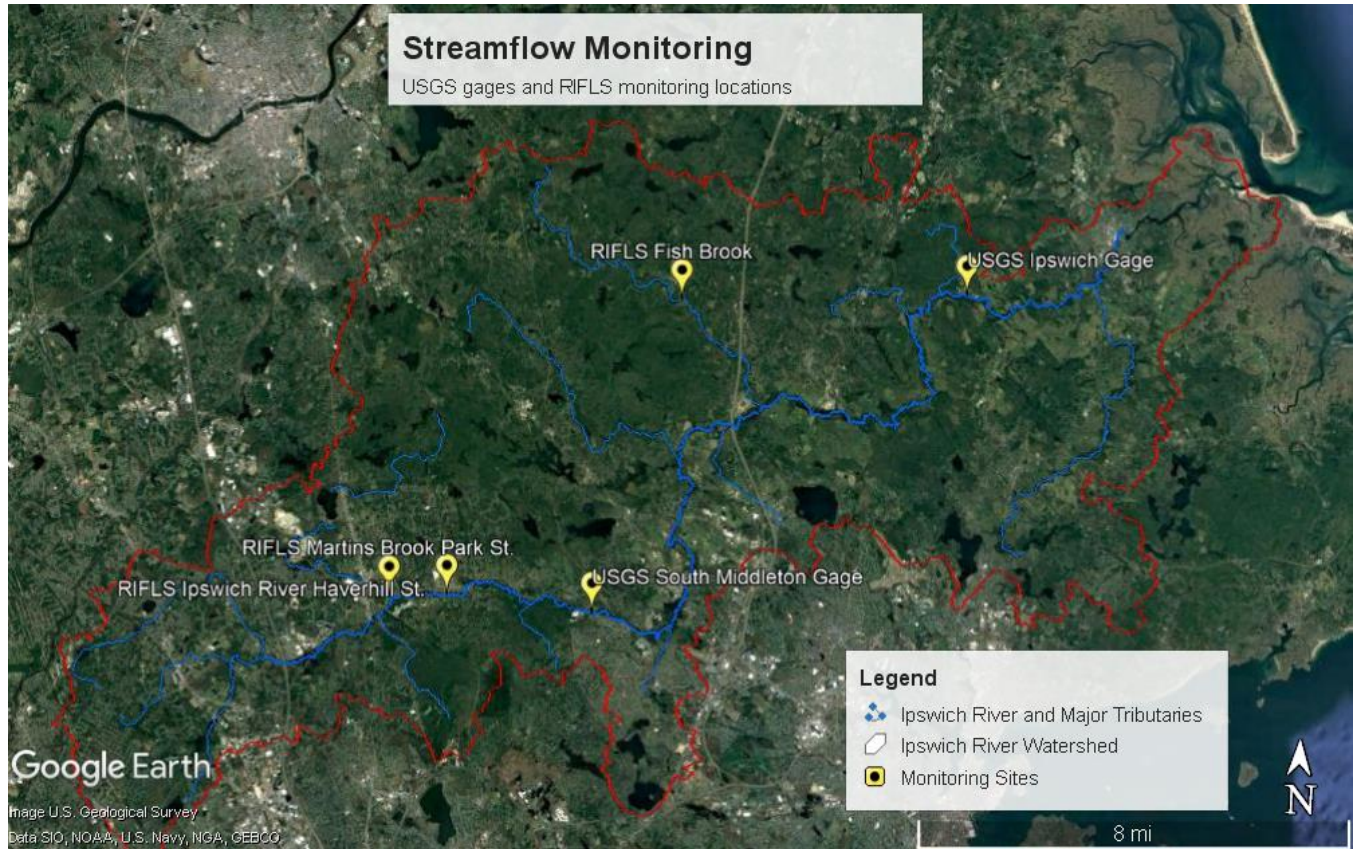 Streamflow Monitoring
USGS gages and RIFLS monitoring locations
RIFLS Fish Brook
USGS Ipswich Gage
RIFLS Martins Brook Park St.
RIFLS Ipswich River Haverhill St.
USGS South Middleton Gage
Legend
Ipswich River and Major Tributaries
Ipswich River Watershed
Monitoring Sites
Google Earth
Image U.S. Geological Survey
Data SIO, NOAA, U.S. Navy, NGA, GEBCO
N
8 mi